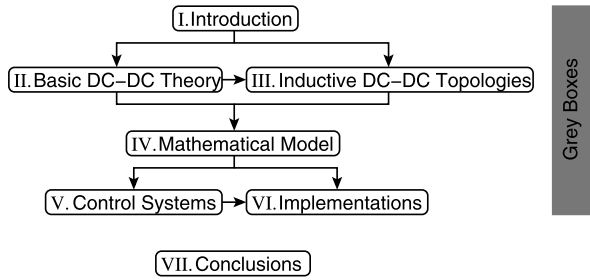 I. Introduction
II. Basic DC–DC Theory
III. Inductive DC–DC Topologies
IV. Mathematical Model
V. Control Systems
VI. Implementations
VII. Conclusions
Grey Boxes